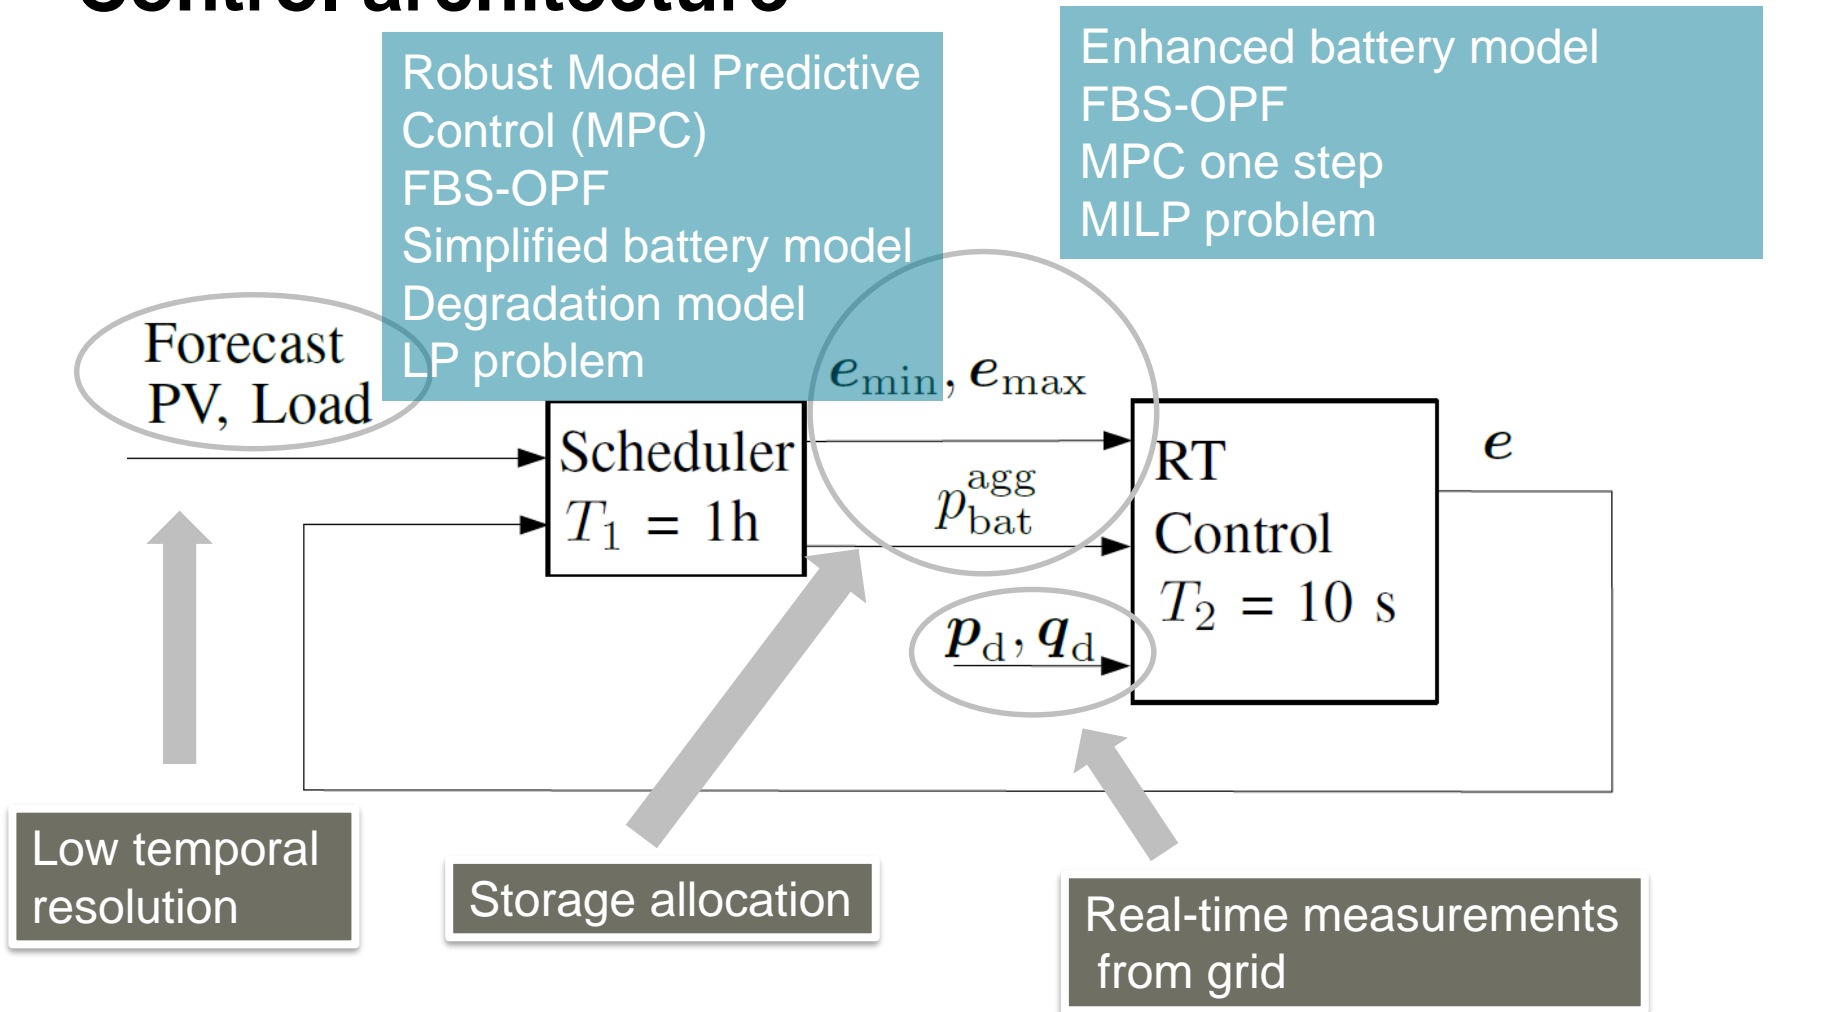 Control architecture
Robust Model Predictive
Control (MPC)
FBS-OPF
Simplified battery model
Degradation model
LP problem
Enhanced battery model
FBS-OPF
MPC one step
MILP problem
Forecast
PV, Load
e_min, e_max
Scheduler
T_1 = 1h
p_bat^agg
RT
Control
T_2 = 10 s
e
p_d, q_d
Low temporal
resolution
Storage allocation
Real-time measurements
from grid